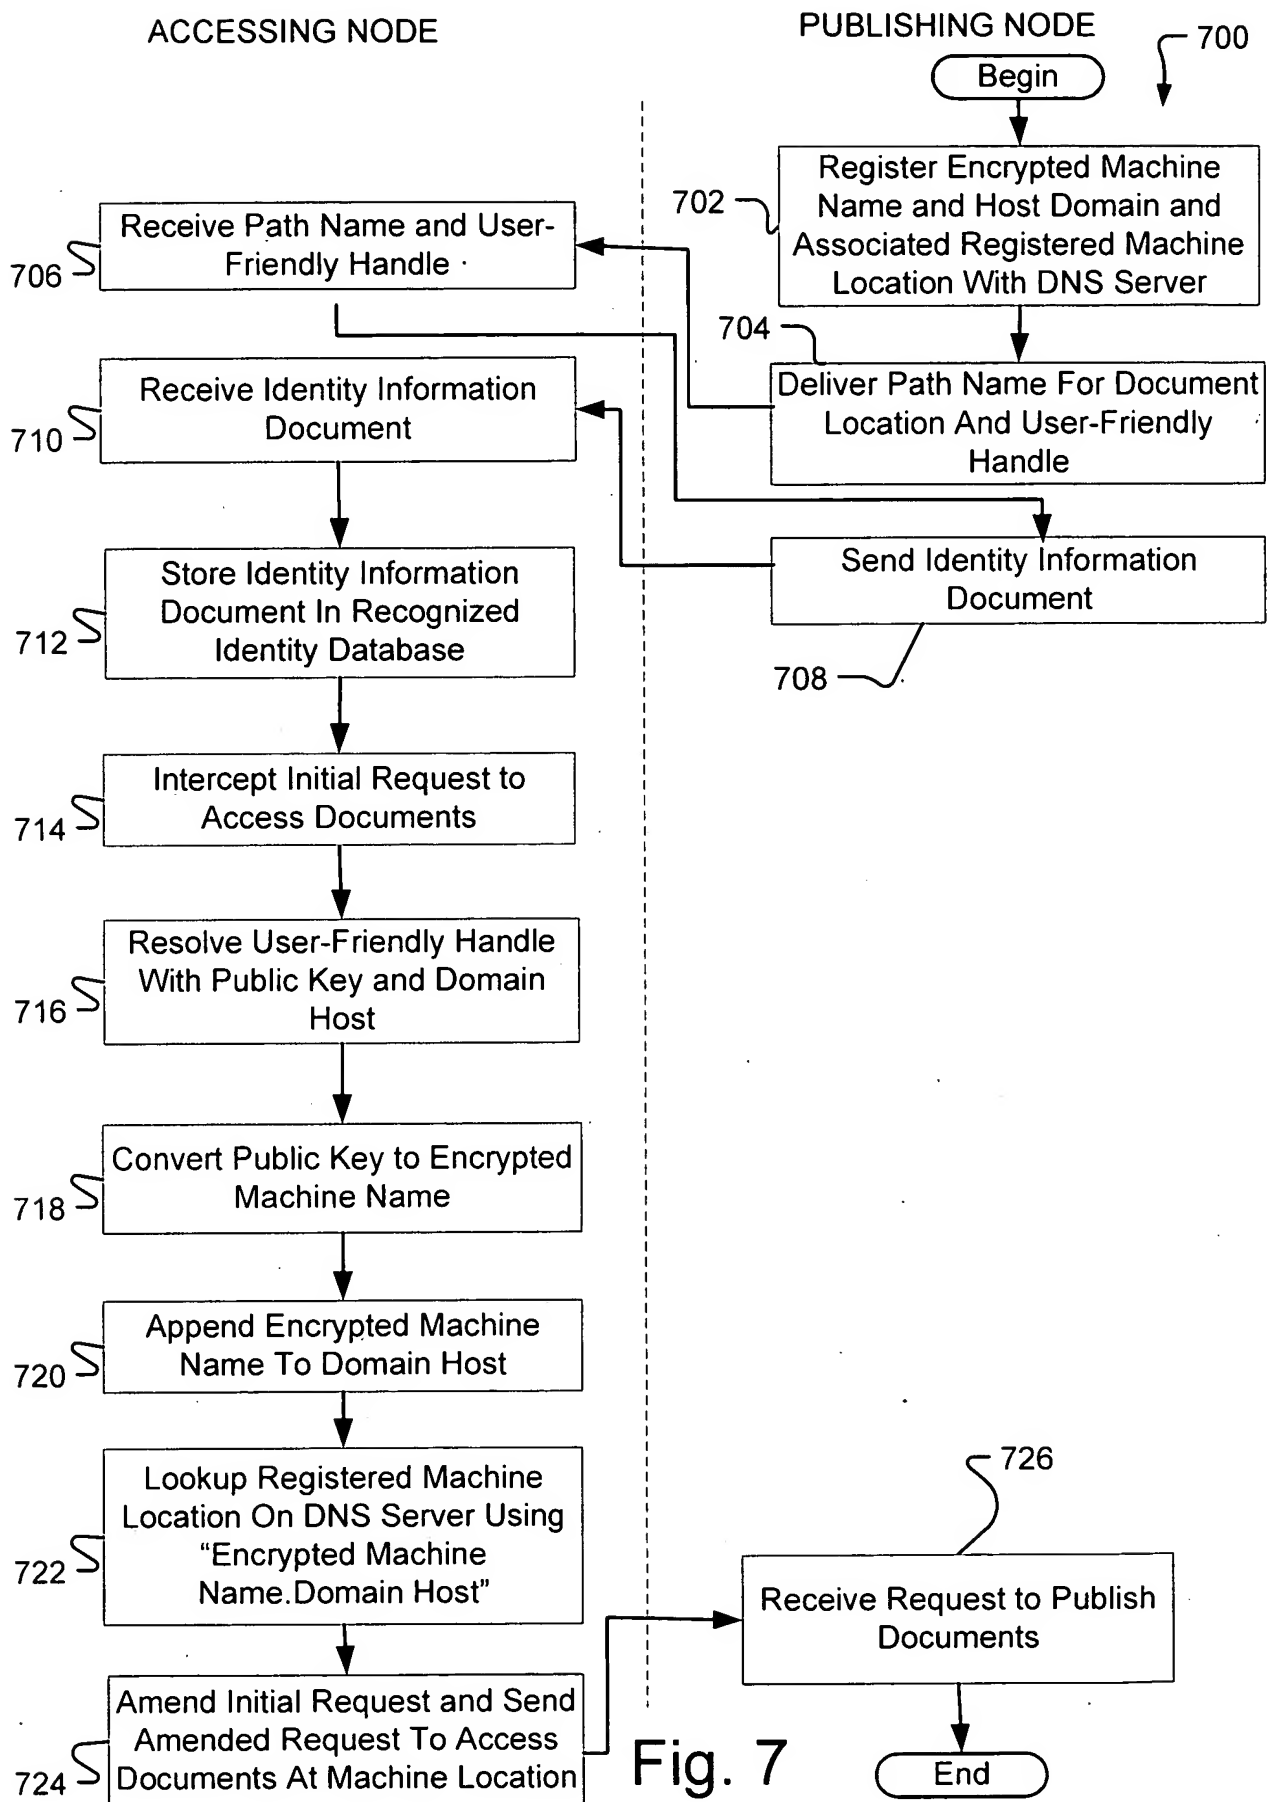 ACCESSING NODE
PUBLISHING NODE
700
Begin
Register Encrypted Machine
Name and Host Domain and
Associated Registered Machine
Location With DNS Server
702
Receive Path Name and User-
Friendly Handle
706
704
Deliver Path Name For Document
Location And User-Friendly
Handle
Receive Identity Information
Document
710
Send Identity Information
Document
708
Store Identity Information
Document In Recognized
Identity Database
712
Intercept Initial Request to
Access Documents
714
Resolve User-Friendly Handle
With Public Key and Domain
Host
716
Convert Public Key to Encrypted
Machine Name
718
Append Encrypted Machine
Name To Domain Host
720
Lookup Registered Machine
Location On DNS Server Using
“Encrypted Machine
Name.Domain Host”
722
726
Receive Request to Publish
Documents
Amend Initial Request and Send
Amended Request To Access
Documents At Machine Location
724
Fig. 7
End